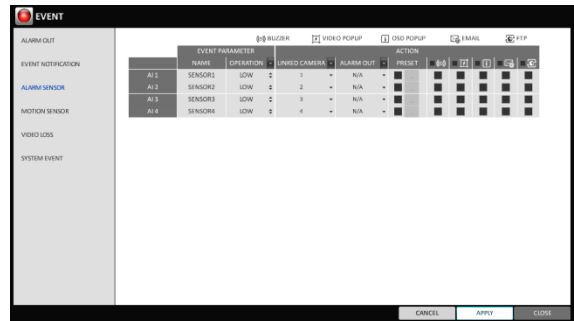 EVENT
ALARM OUT
EVENT NOTIFICATION
ALARM SENSOR
MOTION SENSOR
VIDEO LOSS
SYSTEM EVENT
BUZZER VIDEO POPUP OSD POPUP EMAIL FTP
EVENT PARAMETER ACTION
NAME OPERATION LINKED CAMERA ALARM OUT PRESET
AI 1 SENSOR1 LOW 1 N/A
AI 2 SENSOR2 LOW 2 N/A
AI 3 SENSOR3 LOW 3 N/A
AI 4 SENSOR4 LOW 4 N/A
CANCEL APPLY CLOSE